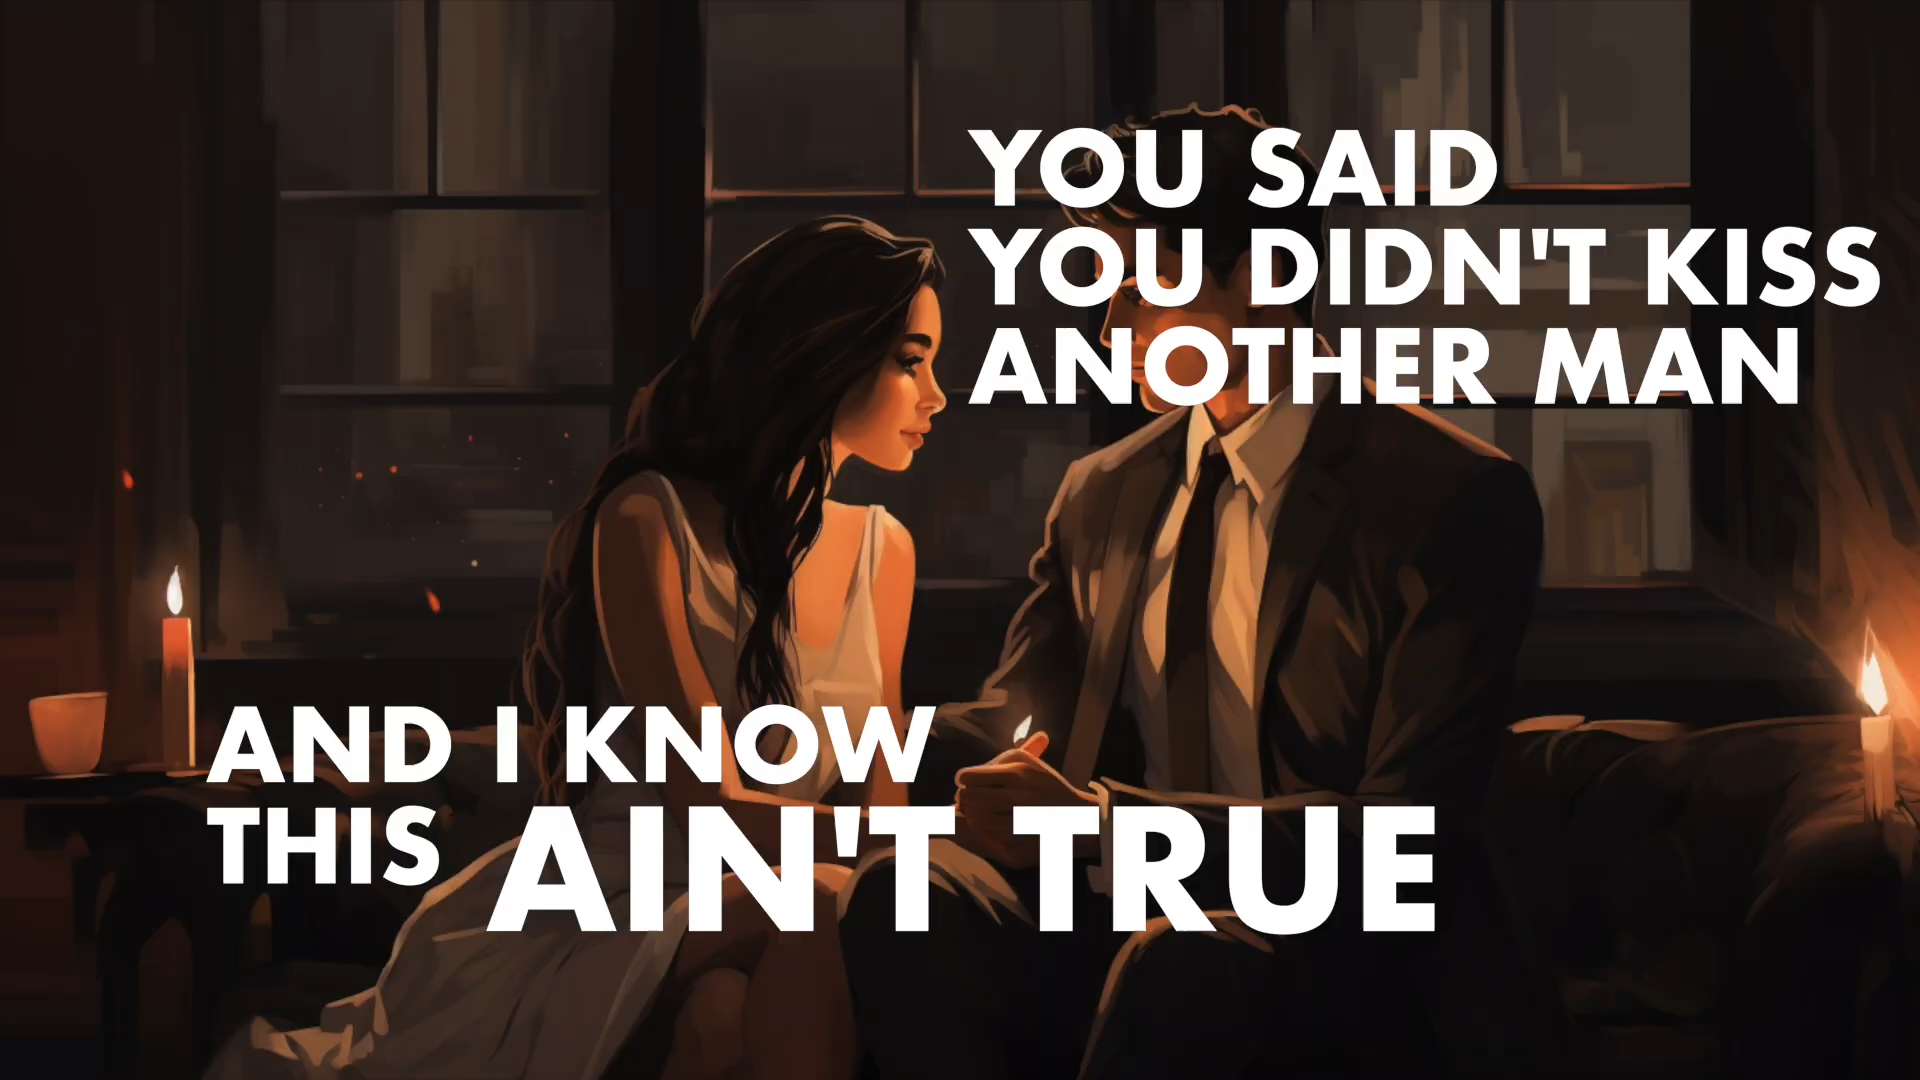 YOU SAID
YOU DIDN'T KISS
ANOTHER MAN
AND I KNOW
THIS AIN'T TRUE